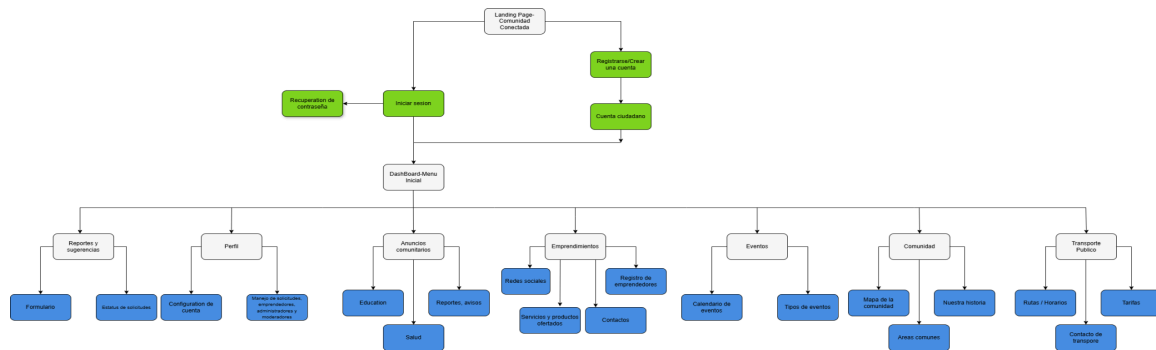 Landing Page-
Comunidad
Conectada
Registrarse/Crear
una cuenta
Recuperation de
contraseña
Iniciar sesion
Cuenta ciudadano
DashBoard-Menu
Inicial
Reportes y
sugerencias
Perfil
Anuncios
comunitarios
Emprendimientos
Eventos
Comunidad
Transporte
Publico
Formulario
Estatus de solicitudes
Configuration de
cuenta
Manejo de solicitudes,
emprendedores,
administradores y
moderadores
Education
Reportes, avisos
Salud
Redes sociales
Registro de
emprendedores
Servicios y productos
ofertados
Contactos
Calendario de
eventos
Tipos de eventos
Mapa de la
comunidad
Nuestra historia
Areas comunes
Rutas / Horarios
Tarifas
Contacto de
transpore